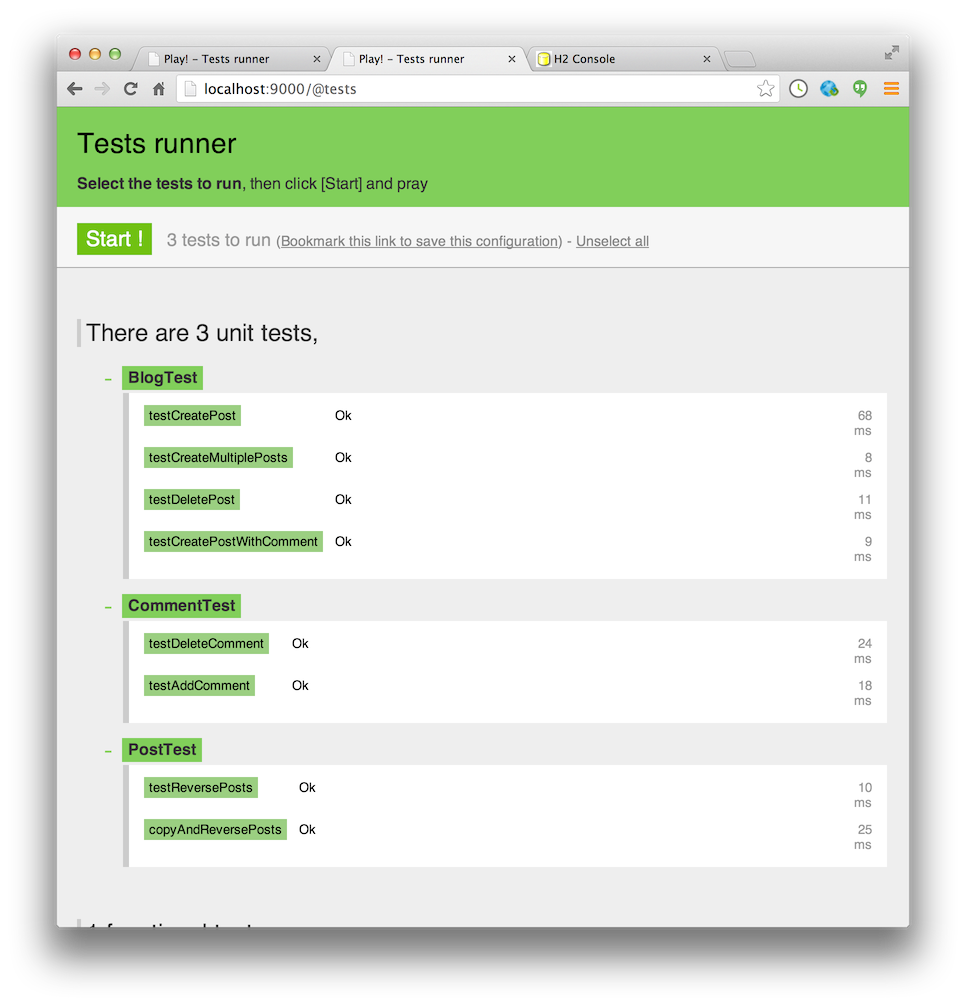 Play! – Tests runner
Play! – Tests runner
H2 Console
localhost:9000/@tests
Tests runner
Select the tests to run, then click [Start] and pray
Start ! 3 tests to run (Bookmark this link to save this configuration) - Unselect all
There are 3 unit tests,
– BlogTest
testCreatePost Ok 68
ms
testCreateMultiplePosts Ok 8
ms
testDeletePost Ok 11
ms
testCreatePostWithComment Ok 9
ms
– CommentTest
testDeleteComment Ok 24
ms
testAddComment Ok 18
ms
– PostTest
testReversePosts Ok 10
ms
copyAndReversePosts Ok 25
ms